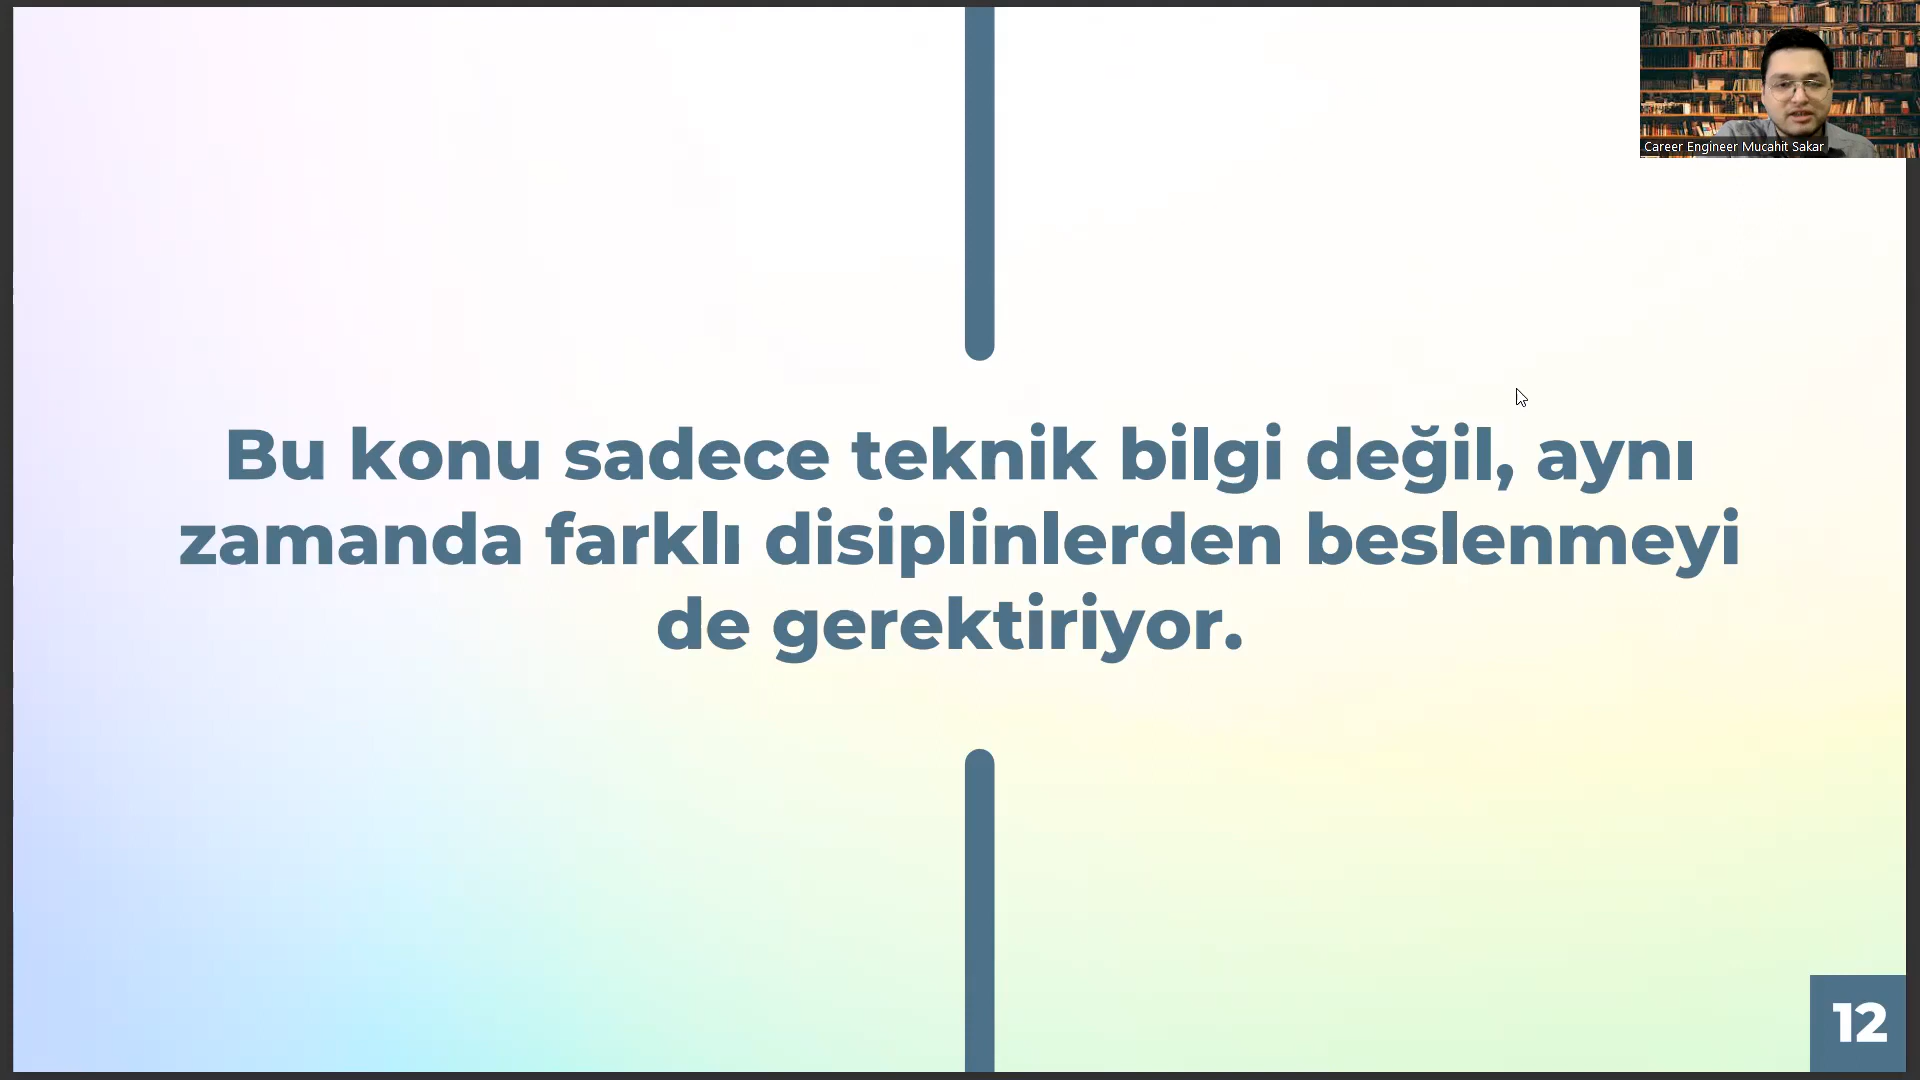 Career Engineer Mucahit Sakar
Bu konu sadece teknik bilgi değil, aynı
zamanda farklı disiplinlerden beslenmeyi
de gerektiriyor.
12